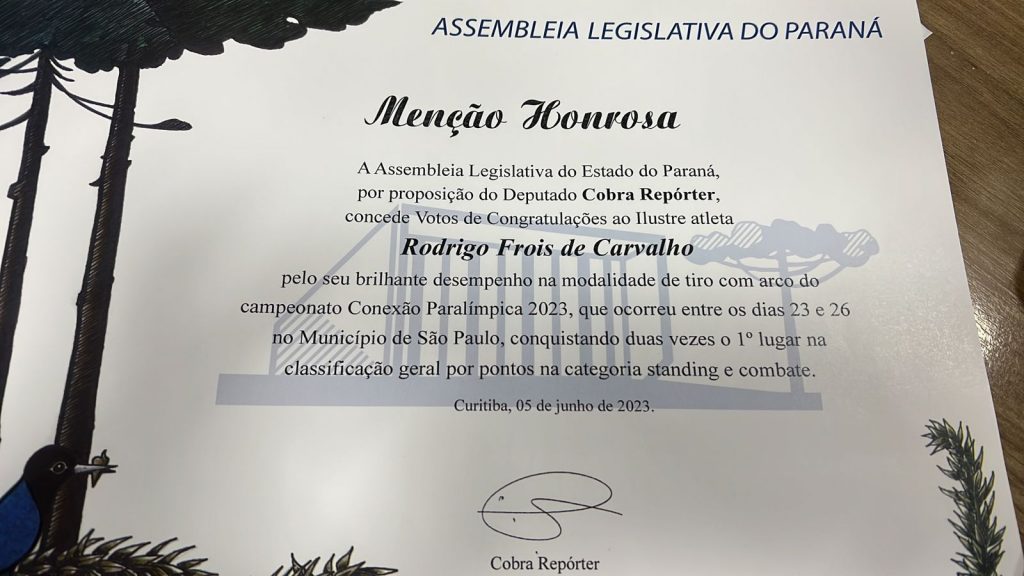 ASSEMBLEIA LEGISLATIVA DO PARANÁ
Menção Honrosa
A Assembleia Legislativa do Estado do Paraná,
por proposição do Deputado Cobra Repórter,
concede Votos de Congratulações ao Ilustre atleta
Rodrigo Frois de Carvalho
pelo seu brilhante desempenho na modalidade de tiro com arco do
campeonato Conexão Paralímpica 2023, que ocorreu entre os dias 23 e 26
no Município de São Paulo, conquistando duas vezes o 1º lugar na
classificação geral por pontos na categoria standing e combate.
Curitiba, 05 de junho de 2023.
Cobra Repórter